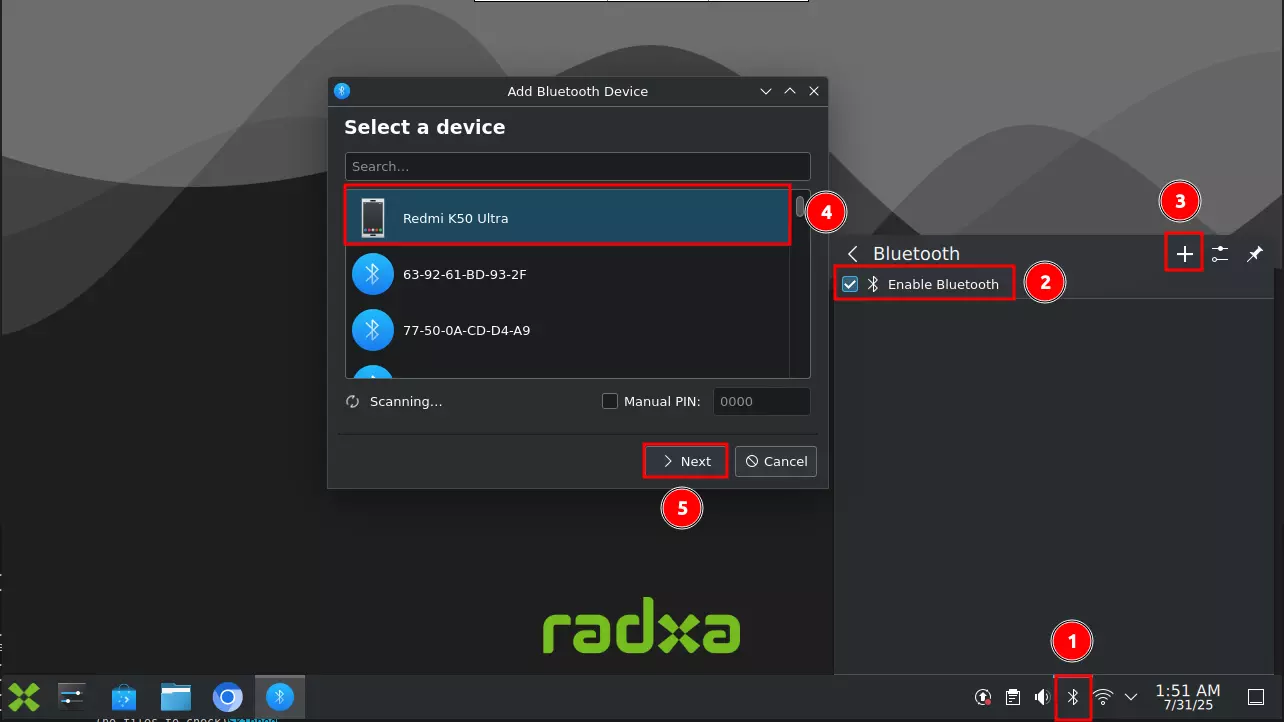 Add Bluetooth Device
Select a device
Search...
Redmi K50 Ultra
4
63-92-61-BD-93-2F
77-50-0A-CD-D4-A9
Scanning...
Manual PIN:
0000
Next
Cancel
5
3
Bluetooth
Enable Bluetooth
2
radxa
1
1:51 AM
7/31/25